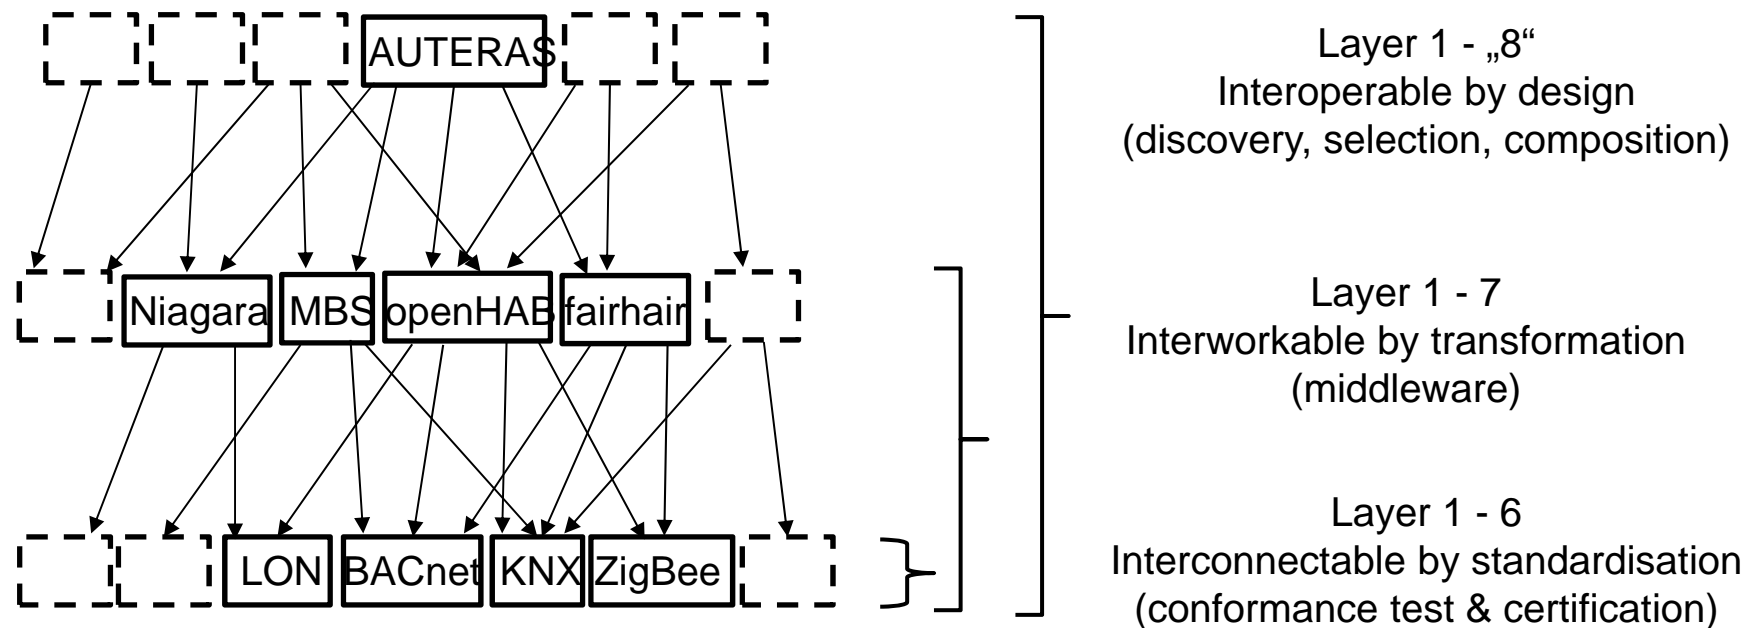 AUTERAS
Layer 1 - „8“
Interoperable by design
(discovery, selection, composition)
Niagara MBS openHAB fairhair
Layer 1 - 7
Interworkable by transformation
(middleware)
LON BACnet KNX ZigBee
Layer 1 - 6
Interconnectable by standardisation
(conformance test & certification)